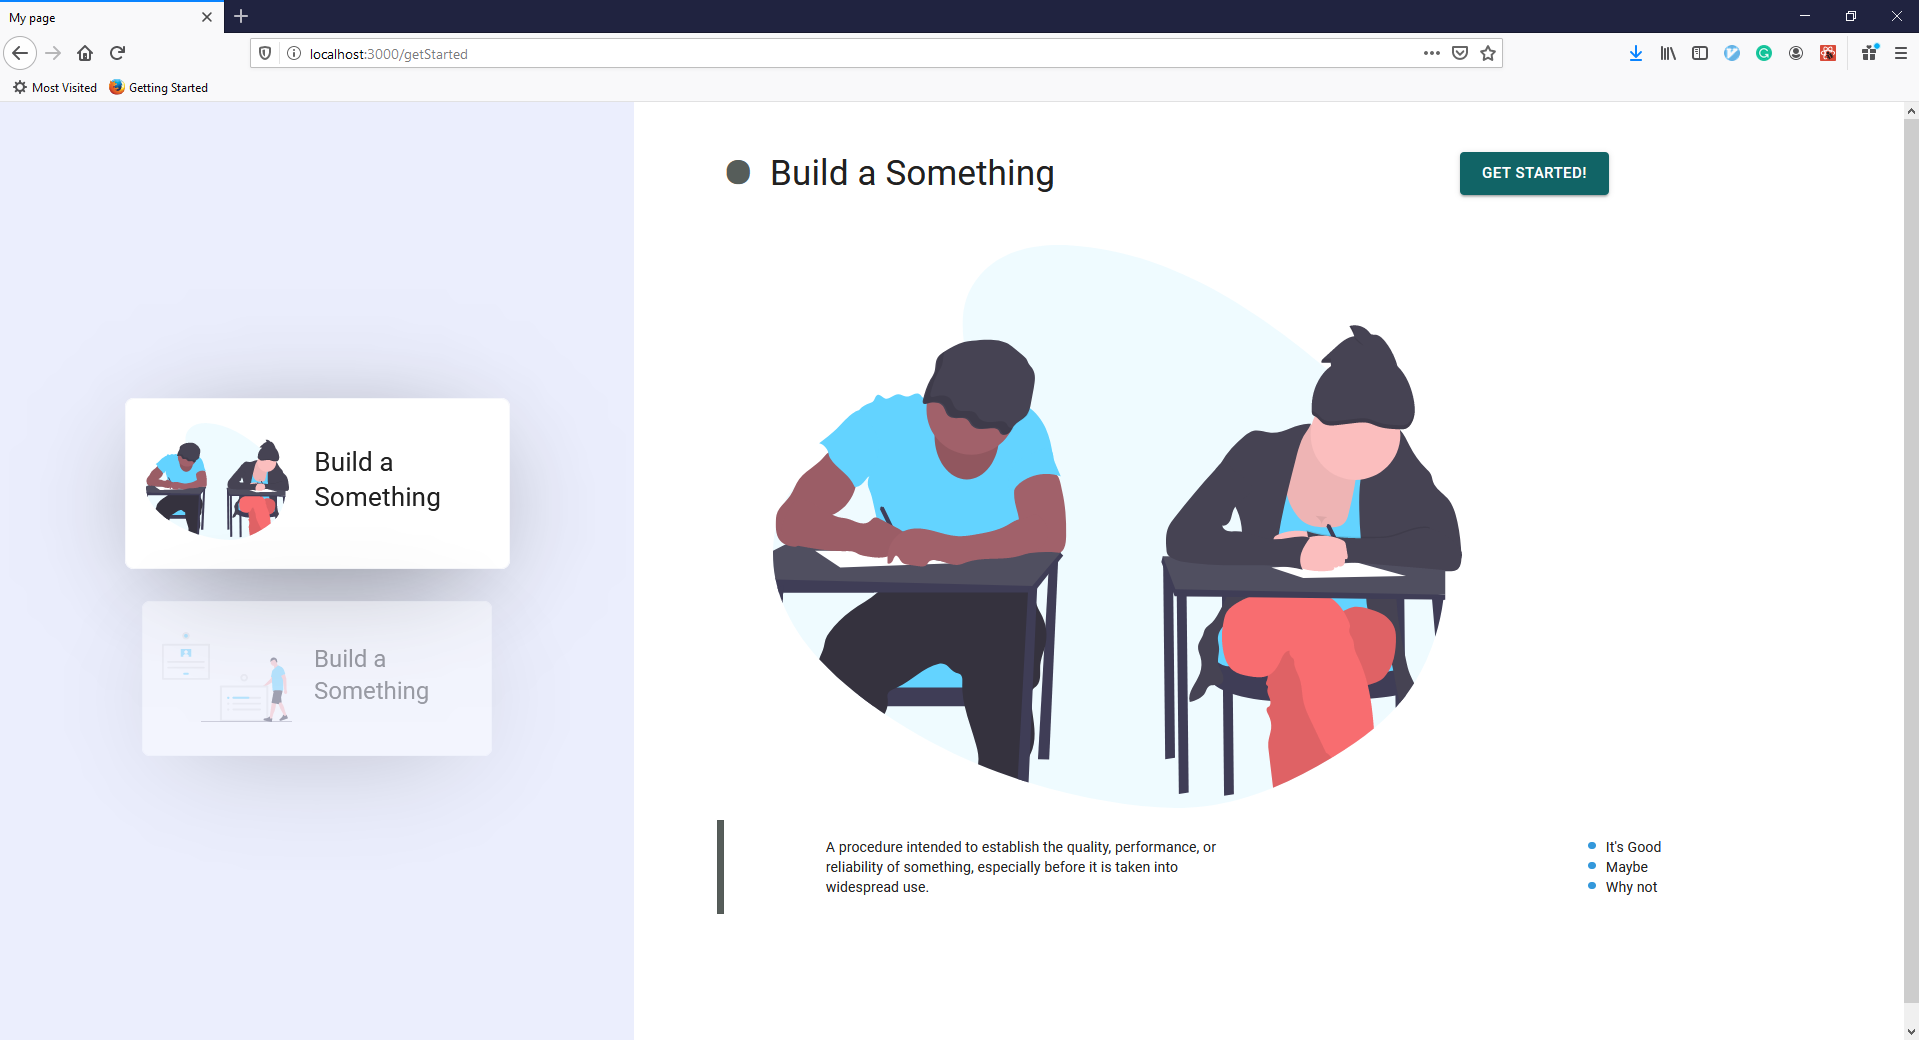 My page
localhost:3000/getStarted
Most Visited
Getting Started
Build a
Something
Build a
Something
Build a Something
GET STARTED!
A procedure intended to establish the quality, performance, or
reliability of something, especially before it is taken into
widespread use.
It's Good
Maybe
Why not